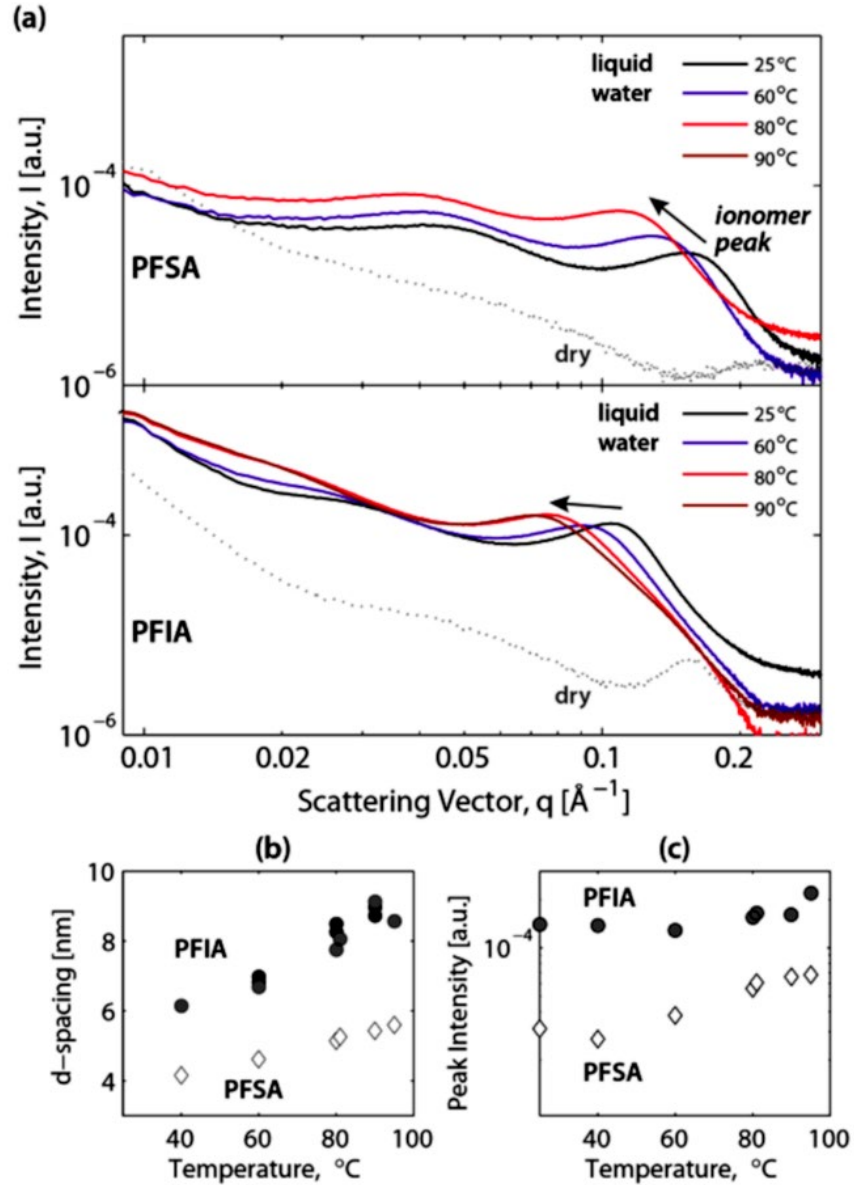 (a)
liquid
water
25°C
60°C
80°C
90°C
10−4
Intensity, I [a.u.]
ionomer
peak
PFSA
dry
10−6
liquid
water
25°C
60°C
80°C
90°C
10−4
Intensity, I [a.u.]
PFIA
dry
10−6
0.01 0.02 0.05 0.1 0.2
Scattering Vector, q [Å−1]
(b)
10
8
6
4
d−spacing [nm]
PFIA
PFSA
40 60 80 100
Temperature, °C
(c)
10−4
Peak Intensity [a.u.]
PFIA
PFSA
40 60 80 100
Temperature, °C